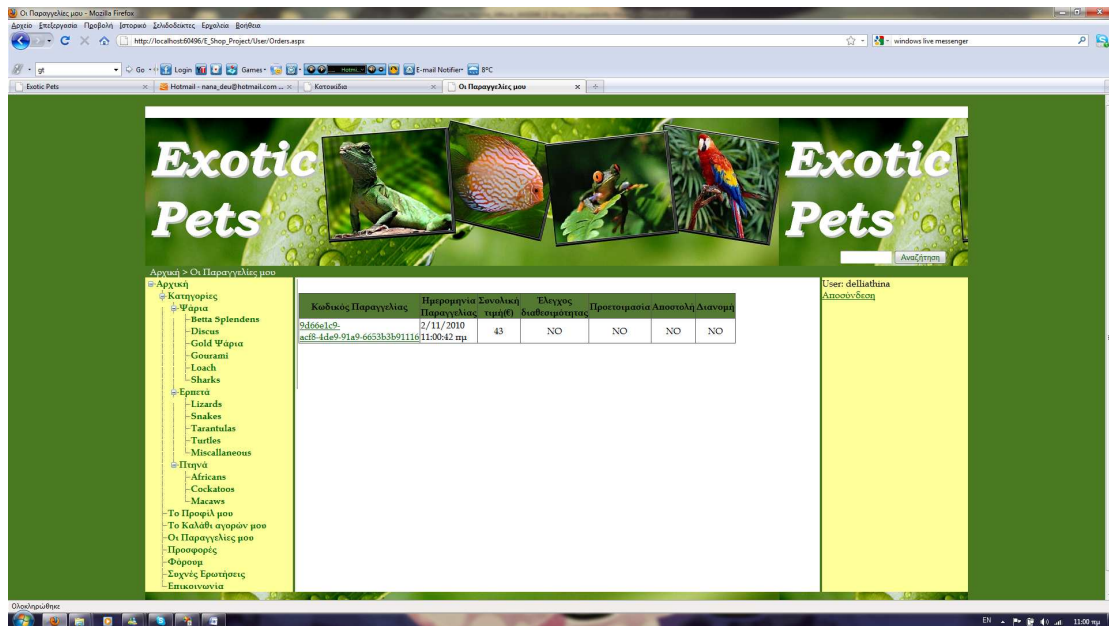 Οι Παραγγελίες μου - Mozilla Firefox
Αρχείο Επεξεργασία Προβολή Ιστορικό Σελιδοδείκτες Εργαλεία Βοήθεια
http://localhost:60496/E_Shop_Project/User/Orders.aspx
windows live messenger
gt
Go
Login
Games
Hotmi...
E-mail Notifier
8°C
Exotic Pets
Hotmail - nana_deu@hotmail.com ...
Κατοικίδια
Οι Παραγγελίες μου
Exotic Pets
Exotic Pets
Αναζήτηση
Αρχική > Οι Παραγγελίες μου
Αρχική
Κατηγορίες
Ψάρια
Betta Splendens
Discus
Gold Ψάρια
Gourami
Loach
Sharks
Ερπετά
Lizards
Snakes
Tarantulas
Turtles
Miscallaneous
Πτηνά
Africans
Cockatoos
Macaws
Το Προφίλ μου
Το Καλάθι αγορών μου
Οι Παραγγελίες μου
Προσφορές
Φόρουμ
Συχνές Ερωτήσεις
Επικοινωνία
Κωδικός Παραγγελίας Ημερομηνία Παραγγελίας Συνολική τιμή(€) Έλεγχος διαθεσιμότητας Προετοιμασία Αποστολή Διανομή
9d66e1c9-acf8-4de9-91a9-6653b3b91116 2/11/2010 11:00:42 πμ 43 NO NO NO NO
User: delliathina
Αποσύνδεση
Ολοκληρώθηκε
EN
11:00 πμ